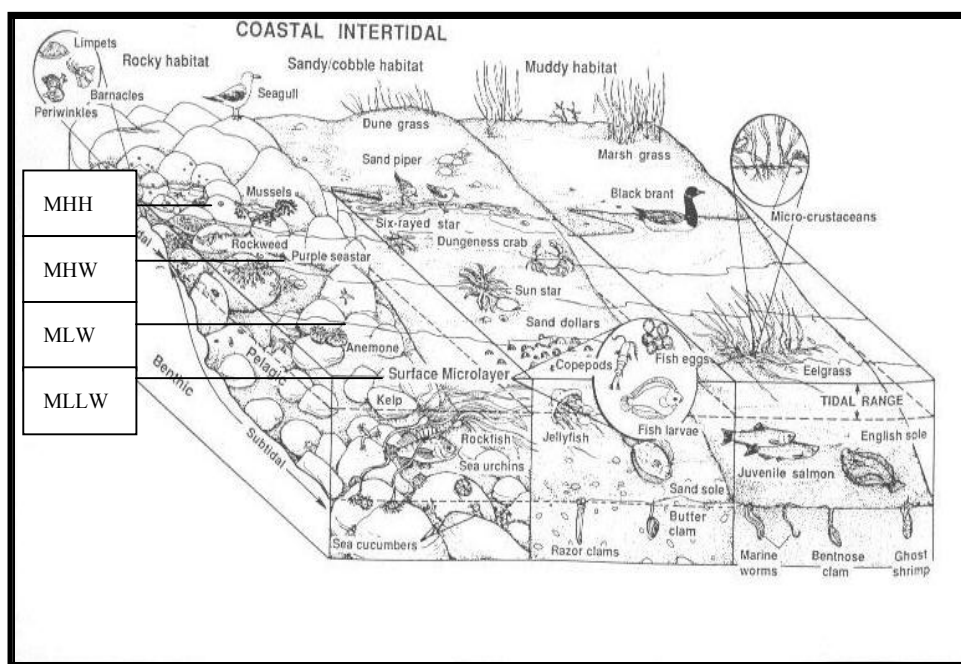 COASTAL INTERTIDAL
Limpets
Rocky habitat
Sandy/cobble habitat
Muddy habitat
Barnacles
Seagull
Periwinkles
Dune grass
Marsh grass
Sand piper
MHH
Mussels
Black brant
Micro-crustaceans
Six-rayed star
Rockweed
Dungeness crab
Purple seastar
MHW
Sun star
Sand dollars
MLW
Anemone
Copepods
Fish eggs
Pelagic
Eelgrass
Benthic
Surface Microlayer
MLLW
Kelp
TIDAL RANGE
Rockfish
Jellyfish
Fish larvae
English sole
Subtidal
Sea urchins
Juvenile salmon
Sand sole
Butter
clam
Sea cucumbers
Razor clams
Marine
worms
Bentnose
clam
Ghost
shrimp